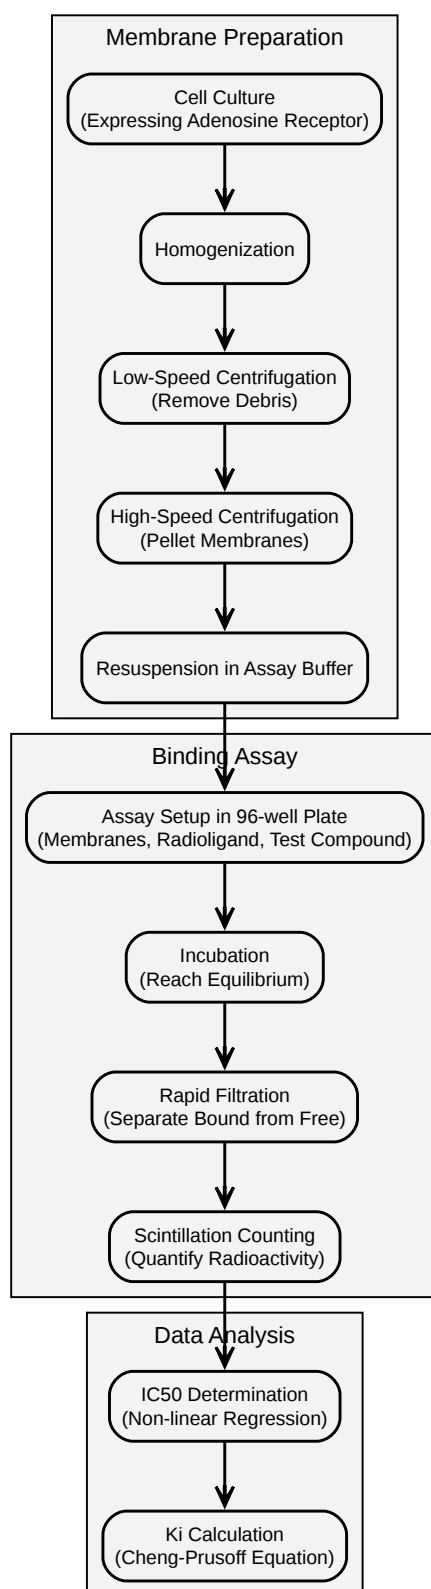 Membrane Preparation
Cell Culture
(Expressing Adenosine Receptor)
Homogenization
Low-Speed Centrifugation
(Remove Debris)
High-Speed Centrifugation
(Pellet Membranes)
Resuspension in Assay Buffer
Binding Assay
Assay Setup in 96-well Plate
(Membranes, Radioligand, Test Compound)
Incubation
(Reach Equilibrium)
Rapid Filtration
(Separate Bound from Free)
Scintillation Counting
(Quantify Radioactivity)
Data Analysis
IC50 Determination
(Non-linear Regression)
Ki Calculation
(Cheng-Prusoff Equation)